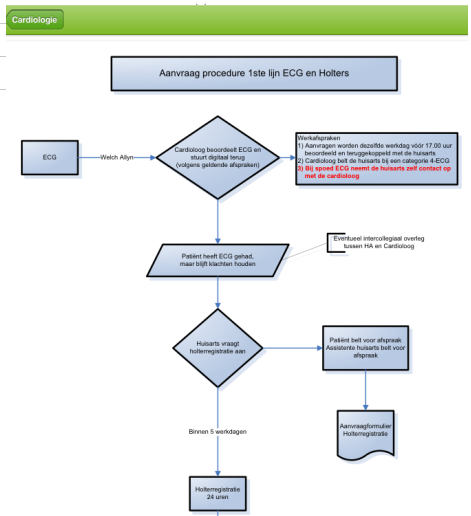 Cardiologie
Aanvraag procedure 1ste lijn ECG en Holters
ECG
Welch Allyn
Cardioloog beoordeelt ECG en
stuurt digitaal terug
(volgens geldende afspraken)
Werkafspraken
1) Aanvragen worden dezelfde werkdag vóór 17.00 uur
beoordeeld en teruggekoppeld met de huisarts
2) Cardioloog belt de huisarts bij een categorie 4-ECG
3) Bij spoed ECG neemt de huisarts zelf contact op
met de cardioloog
Patiënt heeft ECG gehad,
maar blijft klachten houden
Eventueel intercollegiaal overleg
tussen HA en Cardioloog
Huisarts vraagt
holterregistratie aan
Patiënt belt voor afspraak
Assistente huisarts belt voor
afspraak
Aanvraagformulier
Holterregistratie
Binnen 5 werkdagen
Holterregistratie
24 uren